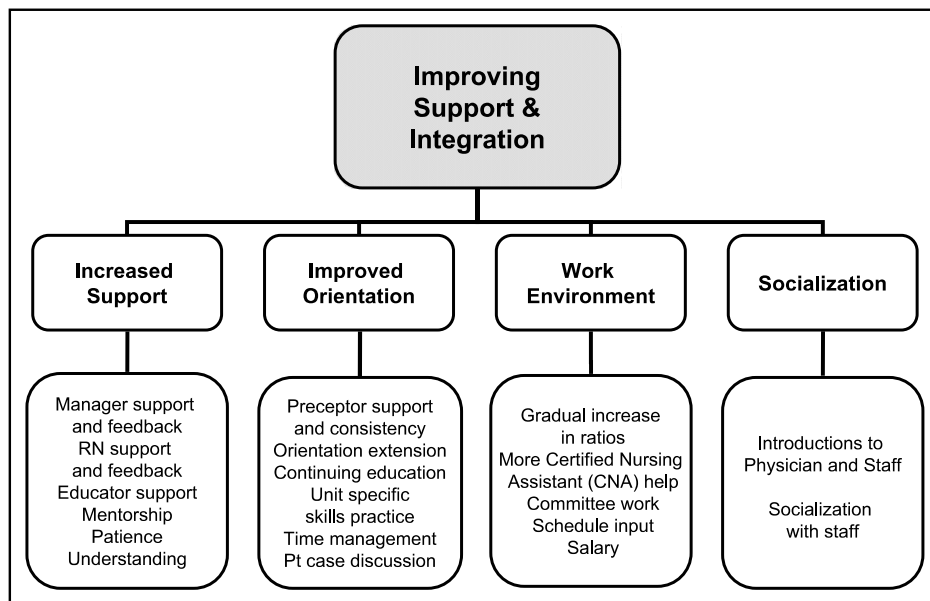 Improving
Support &
Integration
Increased
Support
Improved
Orientation
Work
Environment
Socialization
Manager support
and feedback
RN support
and feedback
Educator support
Mentorship
Patience
Understanding
Preceptor support
and consistency
Orientation extension
Continuing education
Unit specific
skills practice
Time management
Pt case discussion
Gradual increase
in ratios
More Certified Nursing
Assistant (CNA) help
Committee work
Schedule input
Salary
Introductions to
Physician and Staff
Socialization
with staff